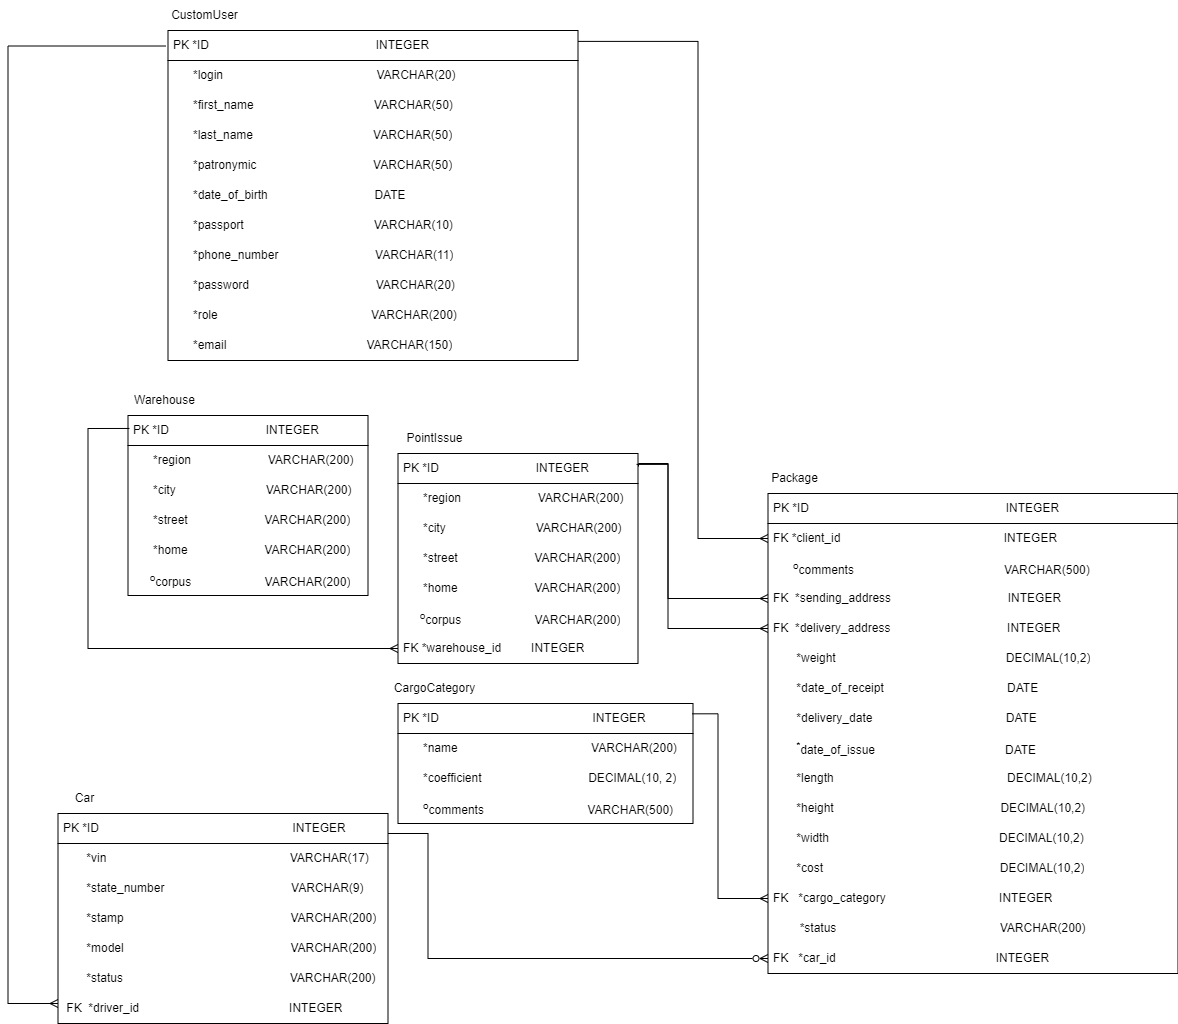 CustomUser
PK *ID INTEGER
*login VARCHAR(20)
*first_name VARCHAR(50)
*last_name VARCHAR(50)
*patronymic VARCHAR(50)
*date_of_birth DATE
*passport VARCHAR(10)
*phone_number VARCHAR(11)
*password VARCHAR(20)
*role VARCHAR(200)
*email VARCHAR(150)
Warehouse
PK *ID INTEGER
*region VARCHAR(200)
*city VARCHAR(200)
*street VARCHAR(200)
*home VARCHAR(200)
°corpus VARCHAR(200)
PointIssue
PK *ID INTEGER
*region VARCHAR(200)
*city VARCHAR(200)
*street VARCHAR(200)
*home VARCHAR(200)
°corpus VARCHAR(200)
FK *warehouse_id INTEGER
Package
PK *ID INTEGER
FK *client_id INTEGER
°comments VARCHAR(500)
FK *sending_address INTEGER
FK *delivery_address INTEGER
*weight DECIMAL(10,2)
*date_of_receipt DATE
*delivery_date DATE
*date_of_issue DATE
*length DECIMAL(10,2)
*height DECIMAL(10,2)
*width DECIMAL(10,2)
*cost DECIMAL(10,2)
FK *cargo_category INTEGER
*status VARCHAR(200)
FK *car_id INTEGER
CargoCategory
PK *ID INTEGER
*name VARCHAR(200)
*coefficient DECIMAL(10, 2)
°comments VARCHAR(500)
Car
PK *ID INTEGER
*vin VARCHAR(17)
*state_number VARCHAR(9)
*stamp VARCHAR(200)
*model VARCHAR(200)
*status VARCHAR(200)
FK *driver_id INTEGER